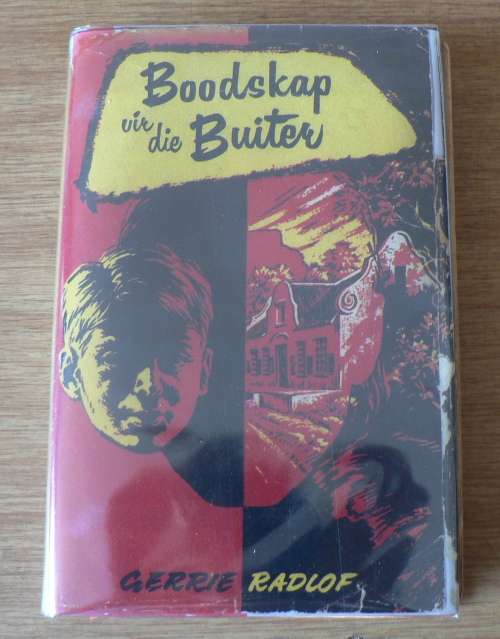 Boodskap
vir die Buiter
GERRIE RADLOF